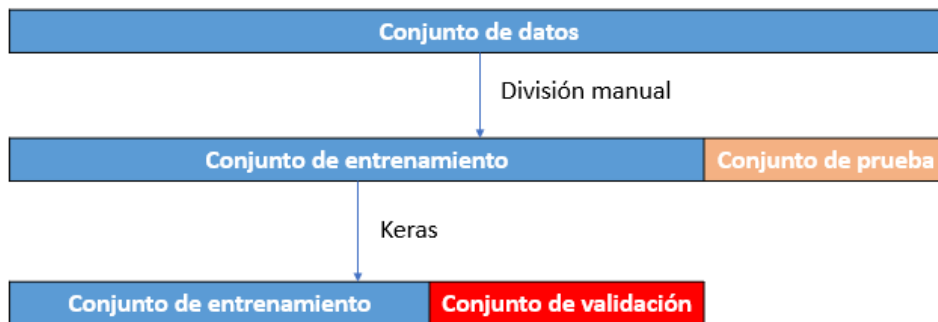 Conjunto de datos
División manual
Conjunto de entrenamiento
Conjunto de prueba
Keras
Conjunto de entrenamiento
Conjunto de validación